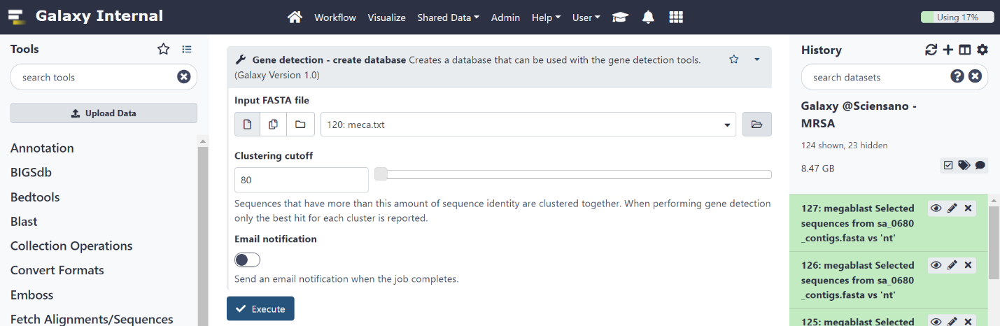 Galaxy Internal
Workflow Visualize Shared Data Admin Help User
Using 17%
Tools
search tools
Upload Data
Annotation
BIGSdb
Bedtools
Blast
Collection Operations
Convert Formats
Emboss
Fetch Alignments/Sequences
Gene detection - create database Creates a database that can be used with the gene detection tools.
(Galaxy Version 1.0)
Input FASTA file
120: meca.txt
Clustering cutoff
80
Sequences that have more than this amount of sequence identity are clustered together. When performing gene detection
only the best hit for each cluster is reported.
Email notification
Send an email notification when the job completes.
Execute
History
search datasets
Galaxy @Sciensano -
MRSA
124 shown, 23 hidden
8.47 GB
127: megablast Selected
sequences from sa_0680
_contigs.fasta vs 'nt'
126: megablast Selected
sequences from sa_0680
_contigs.fasta vs 'nt'
125: megablast Selected